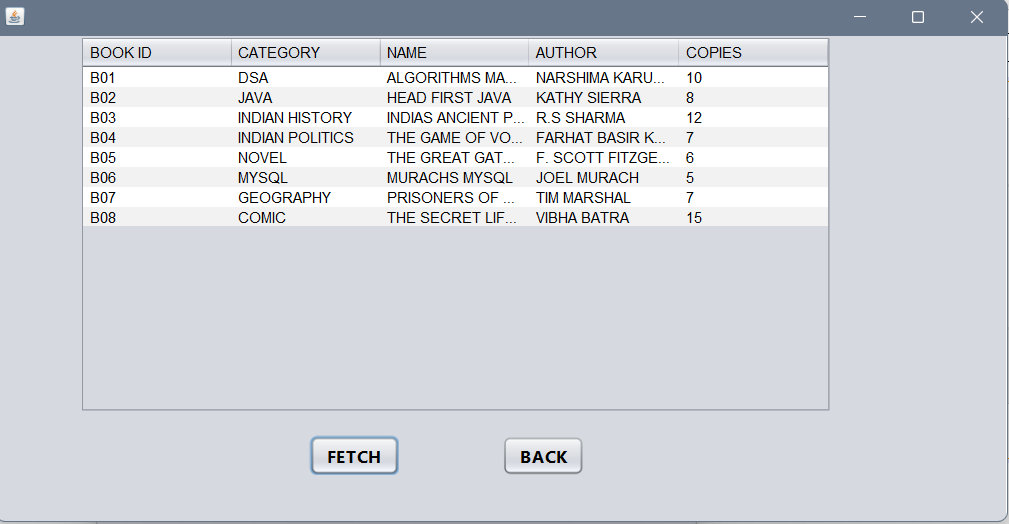 BOOK ID CATEGORY NAME AUTHOR COPIES
B01 DSA ALGORITHMS MA... NARSHIMA KARU... 10
B02 JAVA HEAD FIRST JAVA KATHY SIERRA 8
B03 INDIAN HISTORY INDIAS ANCIENT P... R.S SHARMA 12
B04 INDIAN POLITICS THE GAME OF VO... FARHAT BASIR K... 7
B05 NOVEL THE GREAT GAT... F. SCOTT FITZGE... 6
B06 MYSQL MURACHS MYSQL JOEL MURACH 5
B07 GEOGRAPHY PRISONERS OF ... TIM MARSHAL 7
B08 COMIC THE SECRET LIF... VIBHA BATRA 15
FETCH BACK